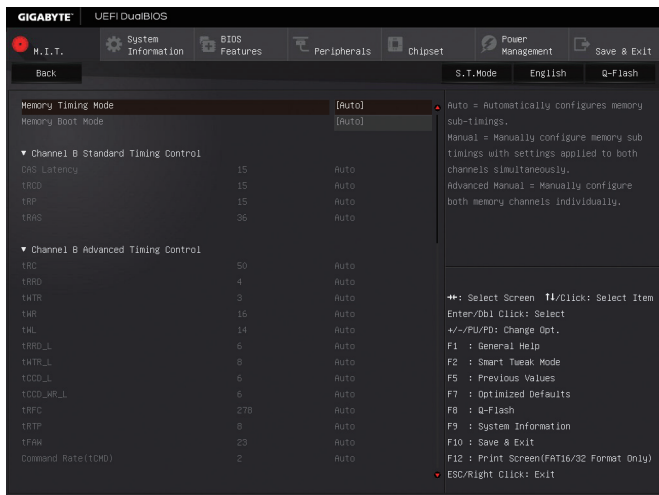 GIGABYTE™ UEFI DualBIOS
M.I.T.
System Information
BIOS Features
Peripherals
Chipset
Power Management
Save & Exit
Back
S.T.Mode English Q-Flash
Memory Timing Mode [Auto]
Memory Boot Mode [Auto]
▼ Channel B Standard Timing Control
CAS Latency 15 Auto
tRCD 15 Auto
tRP 15 Auto
tRAS 36 Auto
▼ Channel B Advanced Timing Control
tRC 50 Auto
tRRD 4 Auto
tWTR 3 Auto
tWR 16 Auto
tWL 14 Auto
tRRD_L 6 Auto
tWTR_L 8 Auto
tCCD_L 6 Auto
tCCD_WR_L 6 Auto
tRFC 278 Auto
tRTP 8 Auto
tFAW 23 Auto
Command Rate(tCMD) 2 Auto
Auto = Automatically configures memory
sub-timings.
Manual = Manually configure memory sub
timings with settings applied to both
channels simultaneously.
Advanced Manual = Manually configure
both memory channels individually.
→←: Select Screen ↑↓/Click: Select Item
Enter/Dbl Click: Select
+/-/PU/PD: Change Opt.
F1 : General Help
F2 : Smart Tweak Mode
F5 : Previous Values
F7 : Optimized Defaults
F8 : Q-Flash
F9 : System Information
F10 : Save & Exit
F12 : Print Screen(FAT16/32 Format Only)
ESC/Right Click: Exit